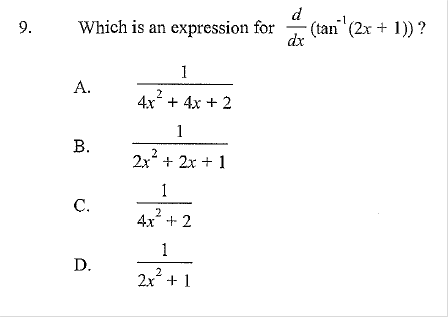 9. Which is an expression for d/dx (tan⁻¹(2x + 1)) ?
A. 1/(4x² + 4x + 2)
B. 1/(2x² + 2x + 1)
C. 1/(4x² + 2)
D. 1/(2x² + 1)